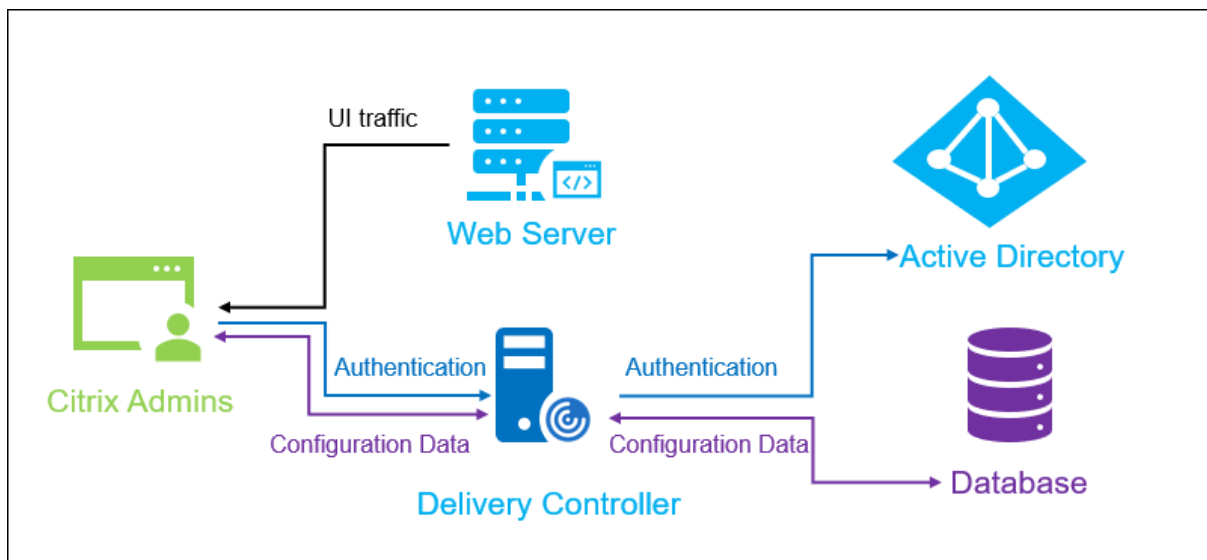 UI traffic
</>
Web Server
Active Directory
Citrix Admins
Authentication
Authentication
Configuration Data
Configuration Data
Delivery Controller
Database